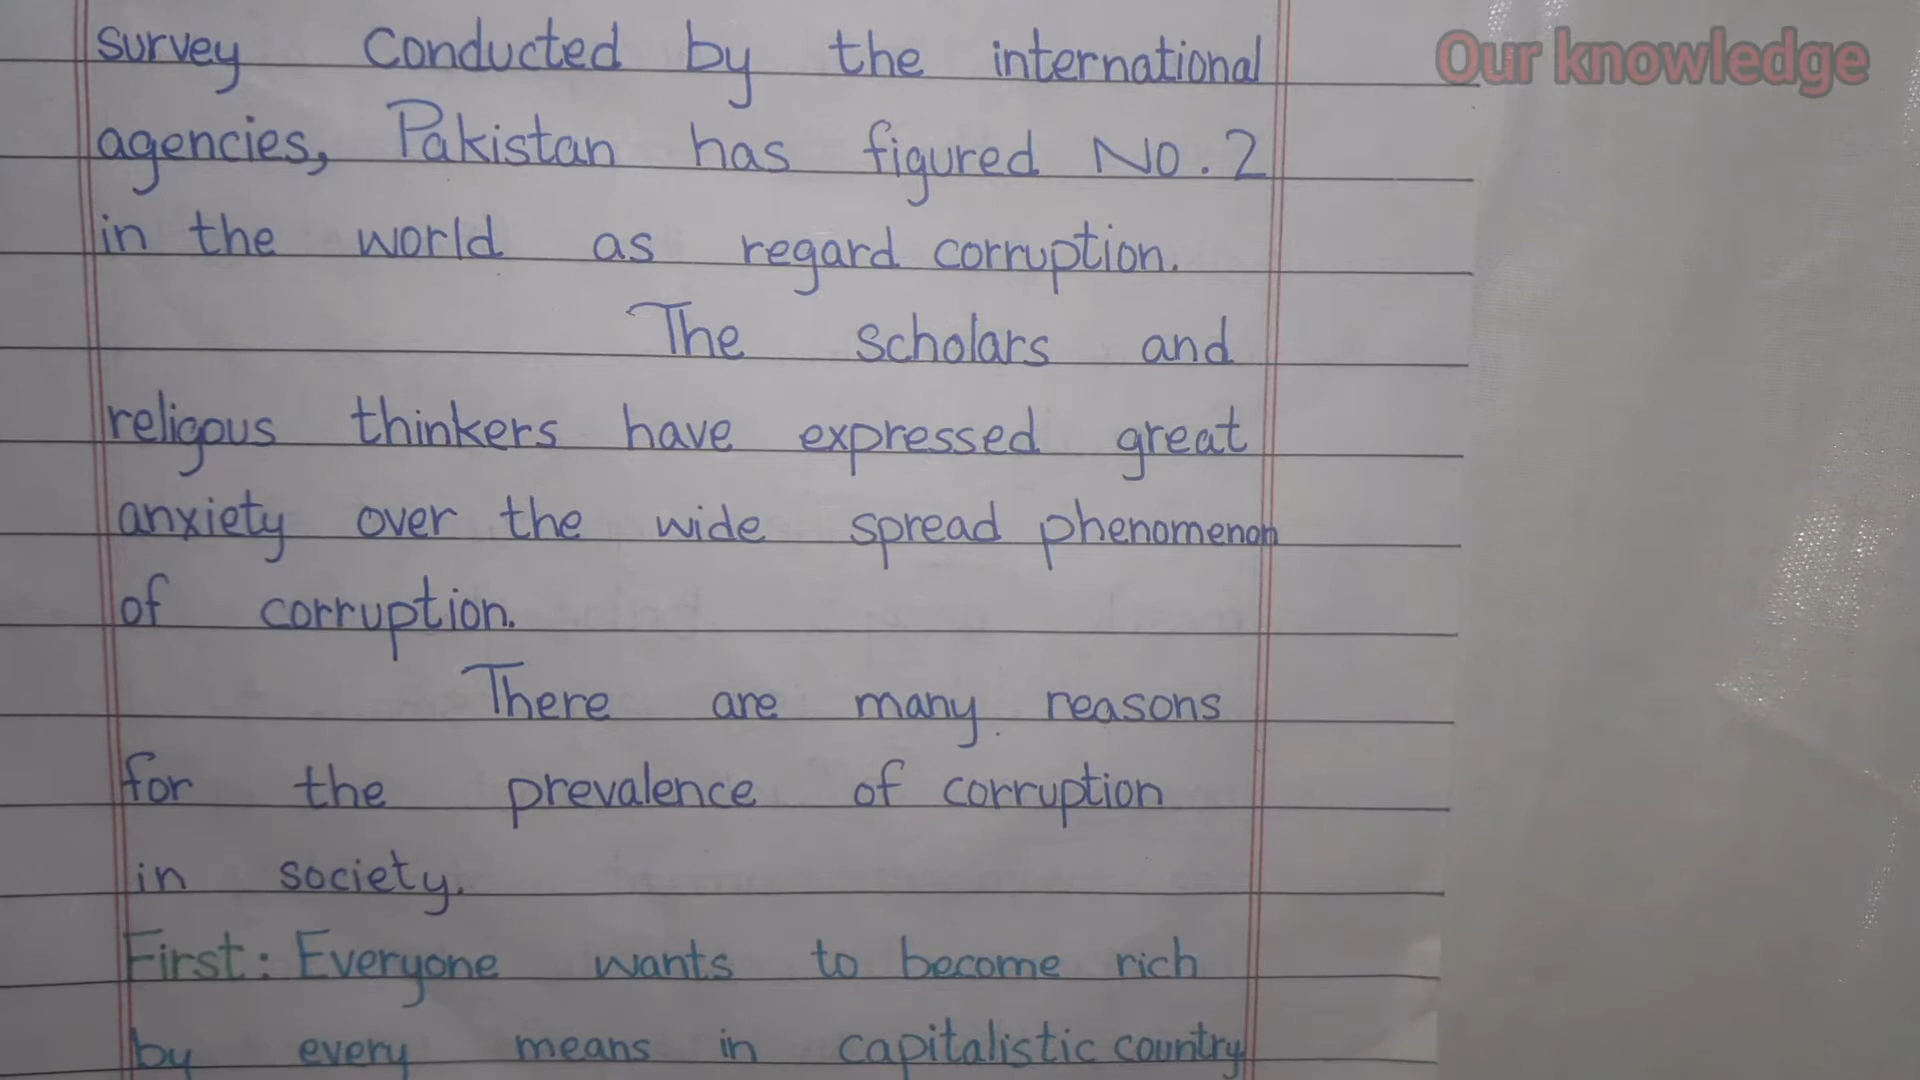 survey conducted by the international
Our knowledge
agencies, Pakistan has figured No. 2
in the world as regard corruption.
The scholars and
religous thinkers have expressed great
anxiety over the wide spread phenomenon
of corruption.
There are many reasons
for the prevalence of corruption
in society.
First: Everyone wants to become rich
by every means in capitalistic country